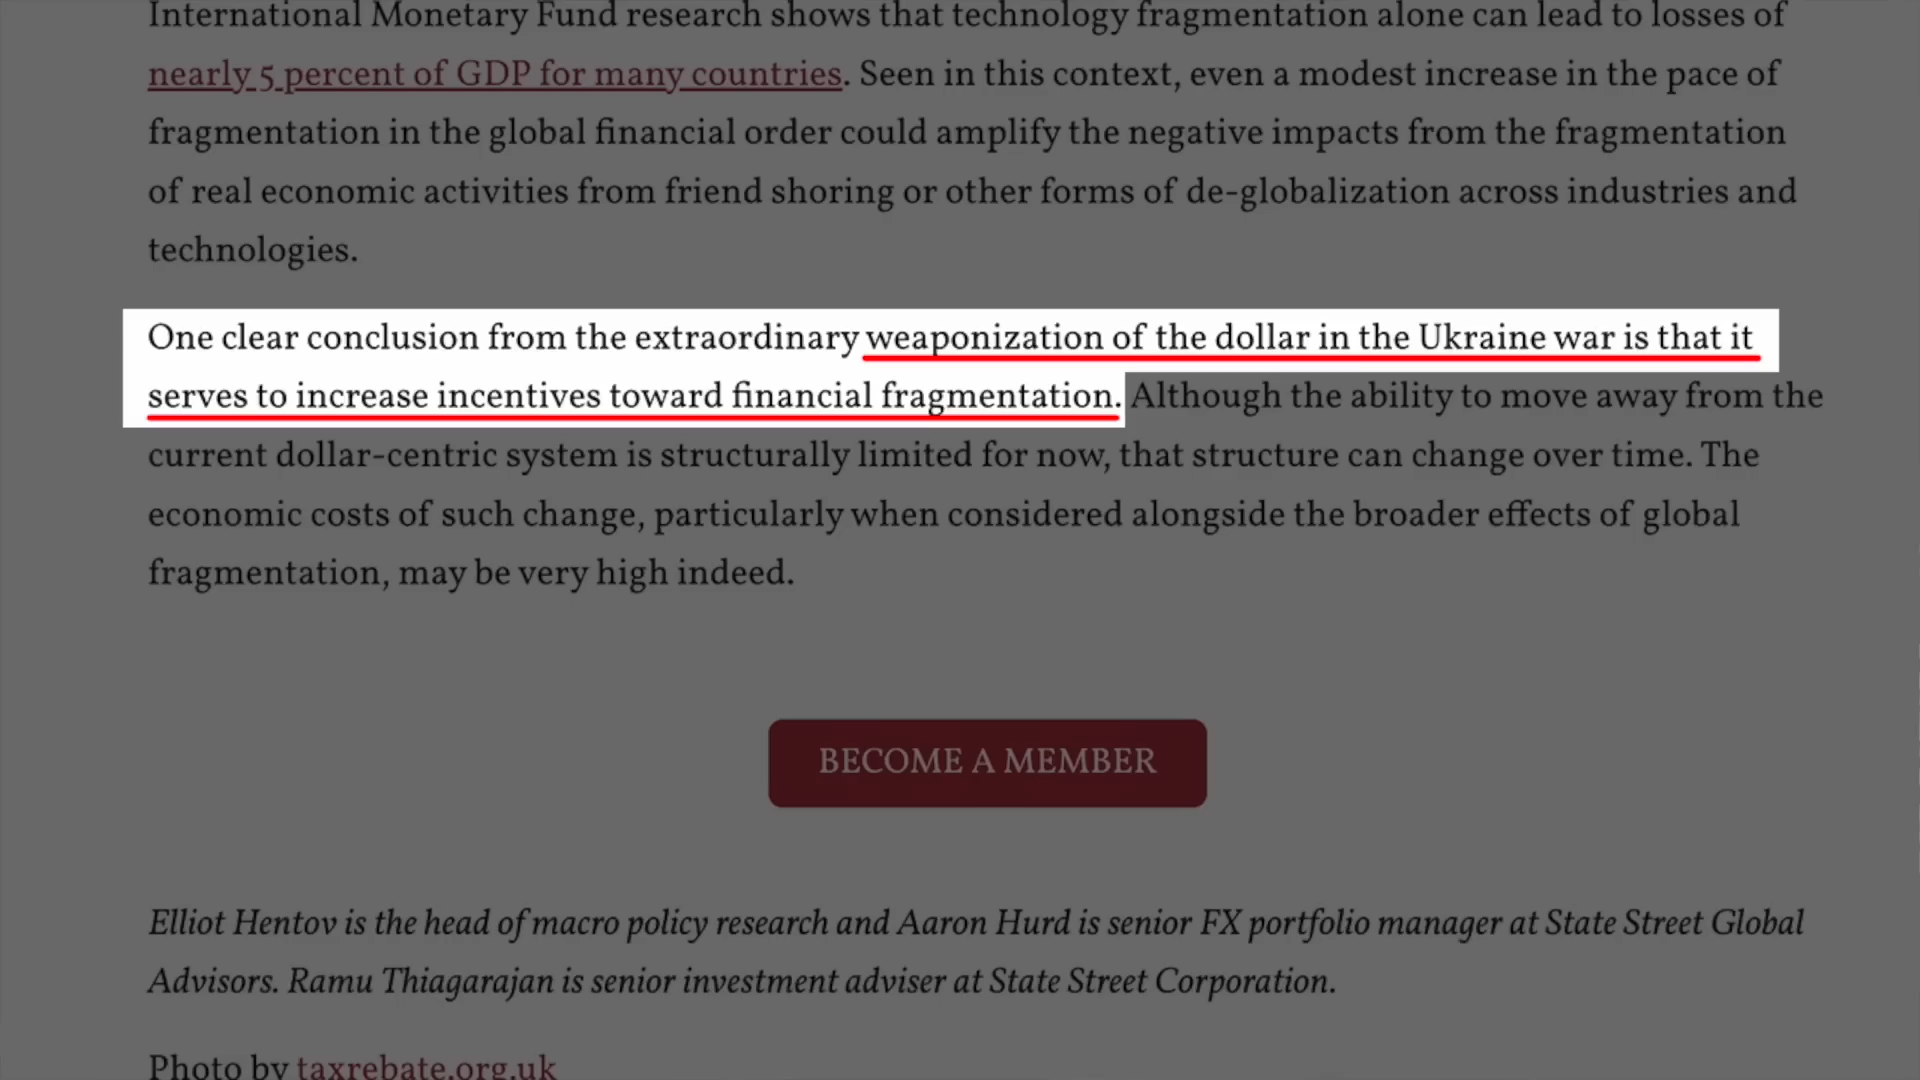 International Monetary Fund research shows that technology fragmentation alone can lead to losses of
nearly 5 percent of GDP for many countries. Seen in this context, even a modest increase in the pace of
fragmentation in the global financial order could amplify the negative impacts from the fragmentation
of real economic activities from friend shoring or other forms of de-globalization across industries and
technologies.
One clear conclusion from the extraordinary weaponization of the dollar in the Ukraine war is that it
serves to increase incentives toward financial fragmentation. Although the ability to move away from the
current dollar-centric system is structurally limited for now, that structure can change over time. The
economic costs of such change, particularly when considered alongside the broader effects of global
fragmentation, may be very high indeed.
BECOME A MEMBER
Elliot Hentov is the head of macro policy research and Aaron Hurd is senior FX portfolio manager at State Street Global
Advisors. Ramu Thiagarajan is senior investment adviser at State Street Corporation.
Photo by taxrebate.org.uk